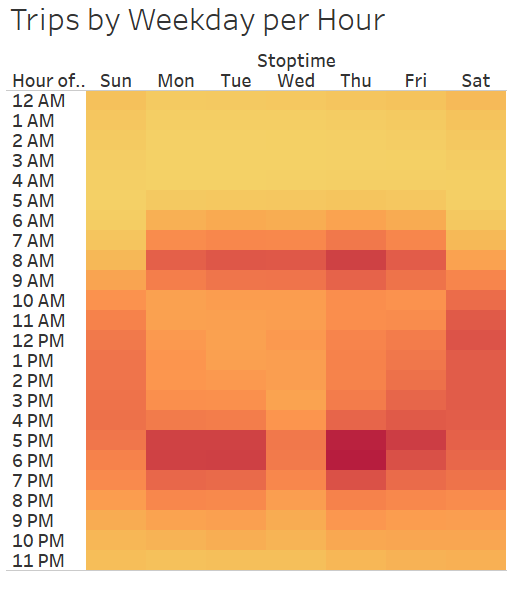 Trips by Weekday per Hour
Stoptime
Hour of.. Sun Mon Tue Wed Thu Fri Sat
12 AM
1 AM
2 AM
3 AM
4 AM
5 AM
6 AM
7 AM
8 AM
9 AM
10 AM
11 AM
12 PM
1 PM
2 PM
3 PM
4 PM
5 PM
6 PM
7 PM
8 PM
9 PM
10 PM
11 PM